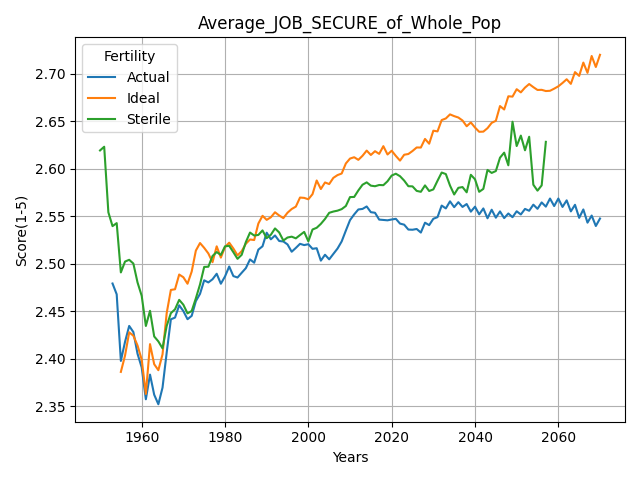 Average_JOB_SECURE_of_Whole_Pop
Fertility
Actual
Ideal
Sterile
Score(1-5)
2.70
2.65
2.60
2.55
2.50
2.45
2.40
2.35
1960 1980 2000 2020 2040 2060
Years